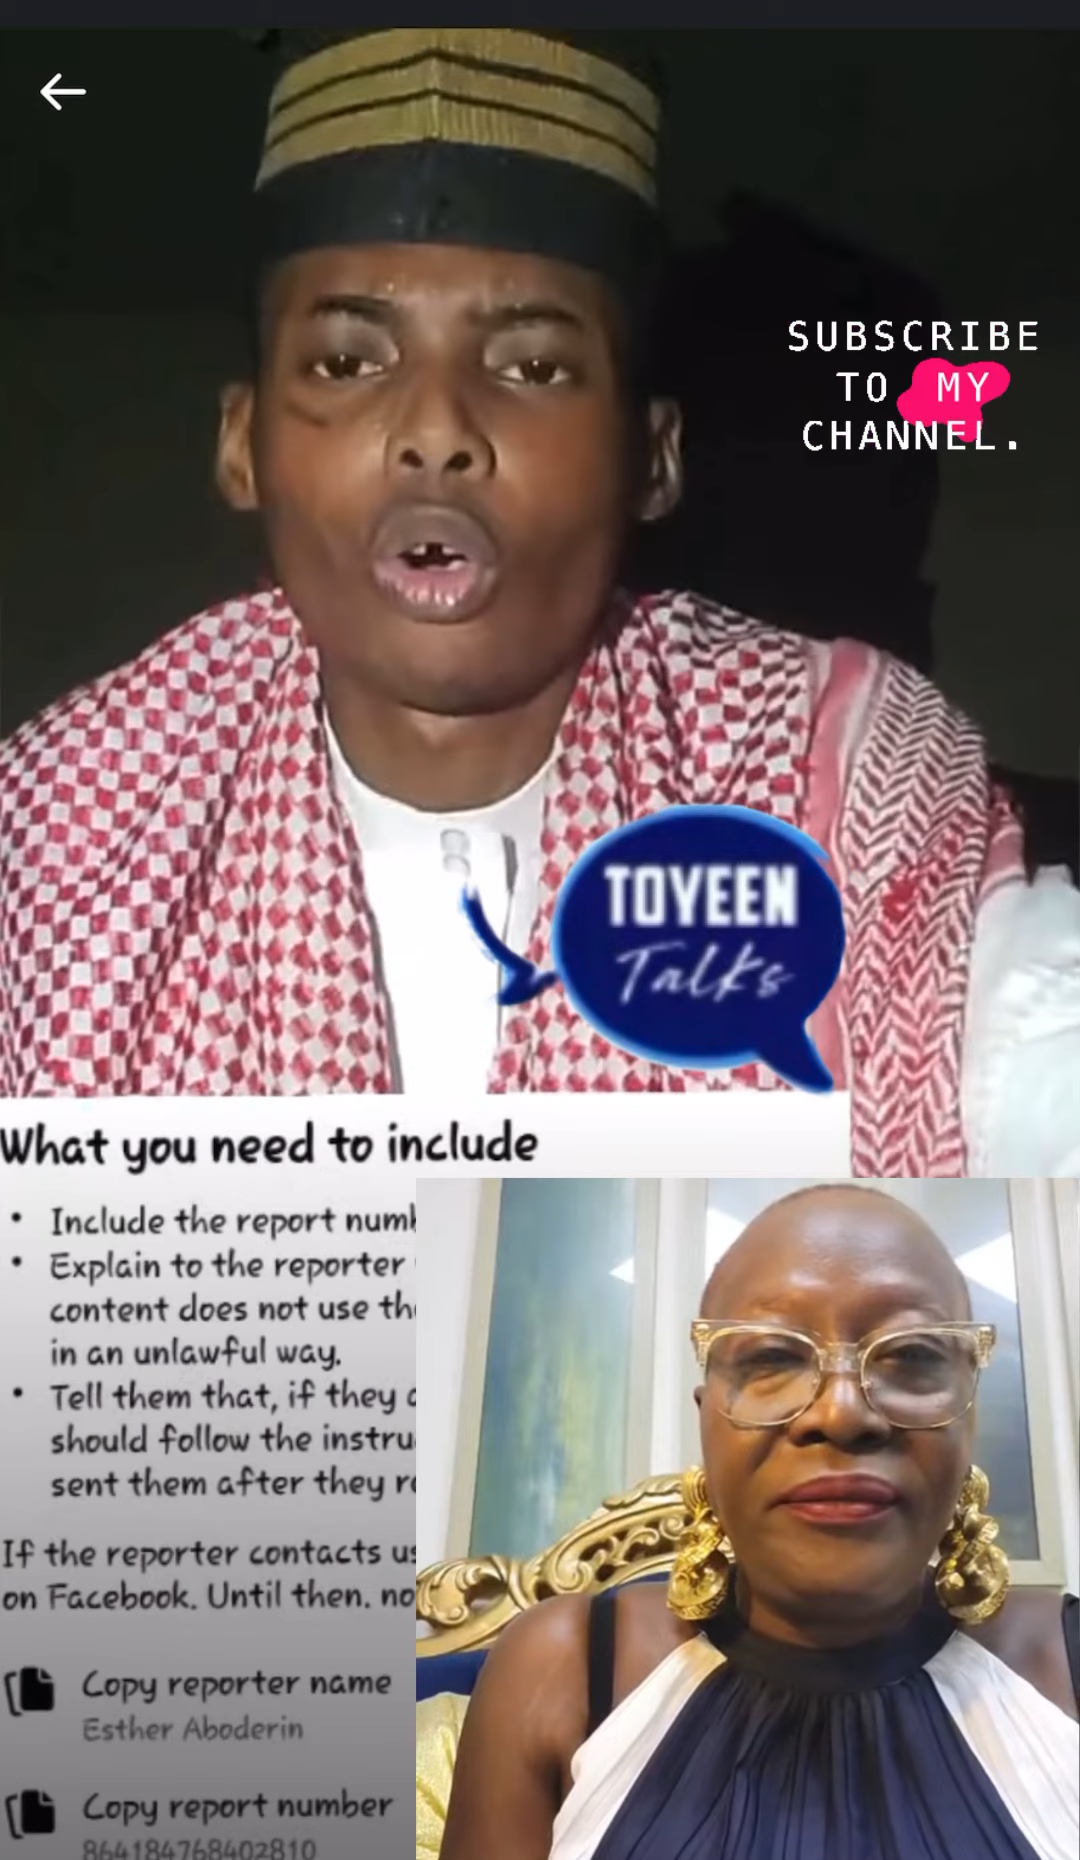 SUBSCRIBE
TO MY
CHANNEL.
TOYEEN
Talks
What you need to include
• Include the report num
• Explain to the reporter
content does not use th
in an unlawful way.
• Tell them that, if they
should follow the instru
sent them after they re
If the reporter contacts us
on Facebook. Until then. no
Copy reporter name
Esther Aboderin
Copy report number
864184768402810